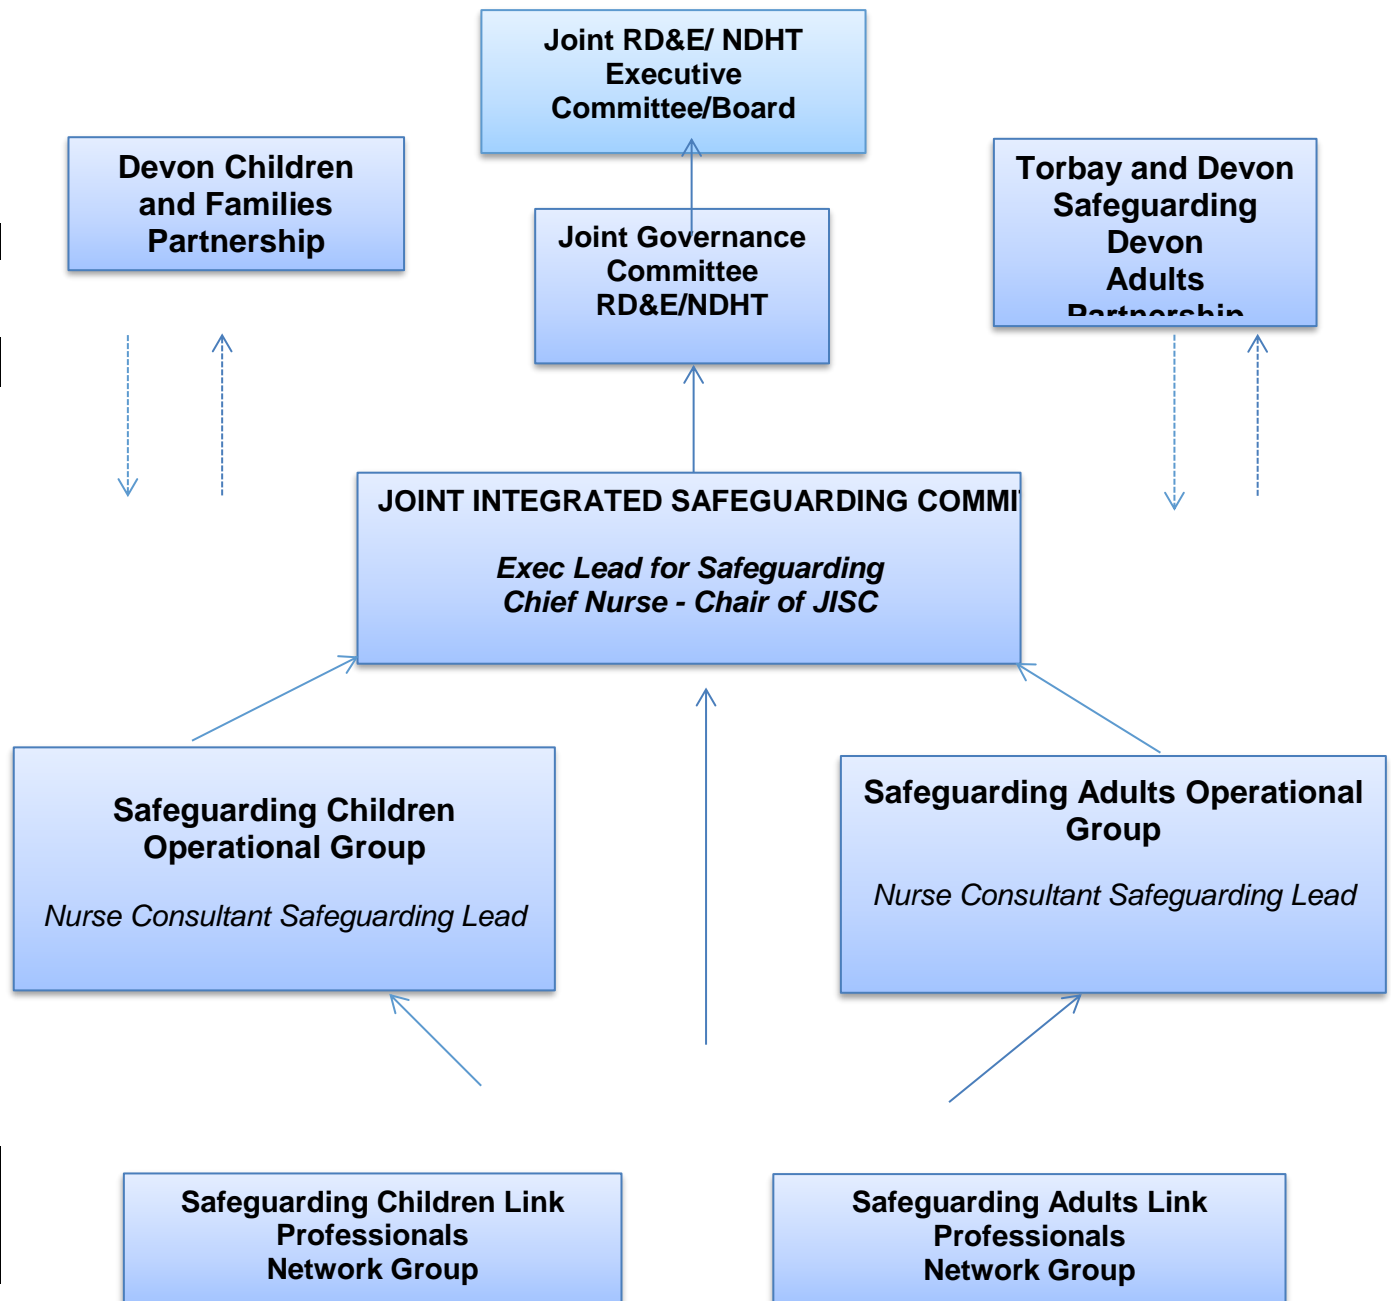 Joint RD&E/ NDHT
Executive
Committee/Board
Devon Children
and Families
Partnership
Torbay and Devon
Safeguarding
Devon
Adults
Partnership
Joint Governance
Committee
RD&E/NDHT
JOINT INTEGRATED SAFEGUARDING COMMI
Exec Lead for Safeguarding
Chief Nurse - Chair of JISC
Safeguarding Children
Operational Group
Nurse Consultant Safeguarding Lead
Safeguarding Adults Operational
Group
Nurse Consultant Safeguarding Lead
Safeguarding Children Link
Professionals
Network Group
Safeguarding Adults Link
Professionals
Network Group